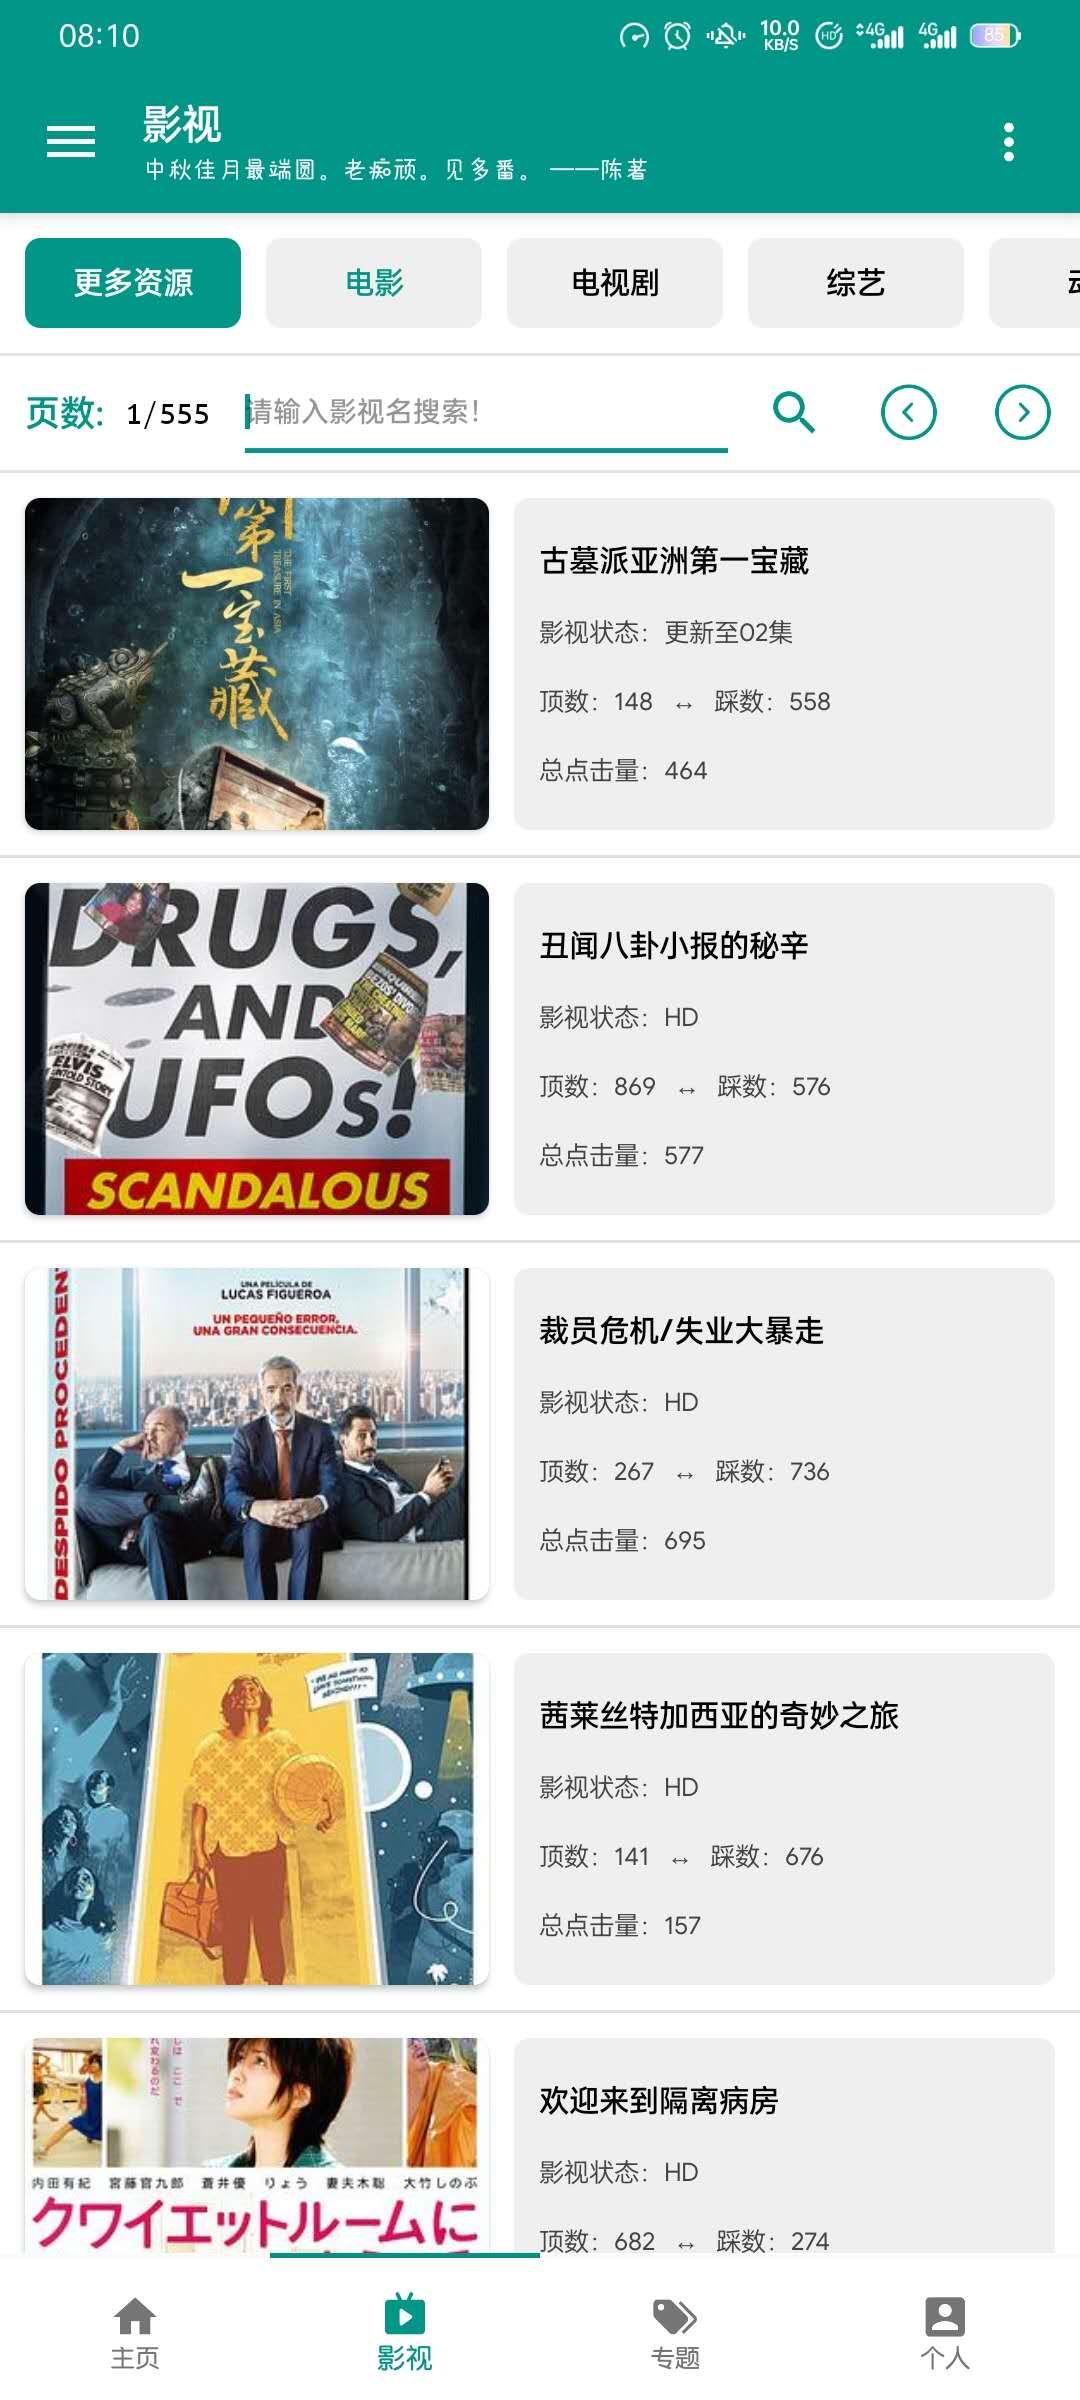 08:10
10.0
KB/S
HD
4G
4G
85
影视
中秋佳月最端圆。老痴顽。见多番。 ——陈著
更多资源
电影
电视剧
综艺
页数: 1/555
请输入影视名搜索!
第
一
宝
藏
THE FIRST
TREASURE IN ASIA
古墓派亚洲第一宝藏
影视状态: 更新至02集
顶数: 148 ↔ 踩数: 558
总点击量: 464
DRUGS,
AND
UFOs!
ELVIS
UNTOLD STORY
SCANDALOUS
丑闻八卦小报的秘辛
影视状态: HD
顶数: 869 ↔ 踩数: 576
总点击量: 577
DESPIDO PROCEDEN
UNA PELÍCULA DE
LUCAS FIGUEROA
UN PEQUEÑO ERROR,
UNA GRAN CONSECUENCIA.
裁员危机/失业大暴走
影视状态: HD
顶数: 267 ↔ 踩数: 736
总点击量: 695
茜莱丝特加西亚的奇妙之旅
影视状态: HD
顶数: 141 ↔ 踩数: 676
总点击量: 157
内田有紀 宮藤官九郎 蒼井優 りょう 妻夫木聡 大竹しのぶ
クワイエットルームに
欢迎来到隔离病房
影视状态: HD
顶数: 682 ↔ 踩数: 274
主页
影视
专题
个人